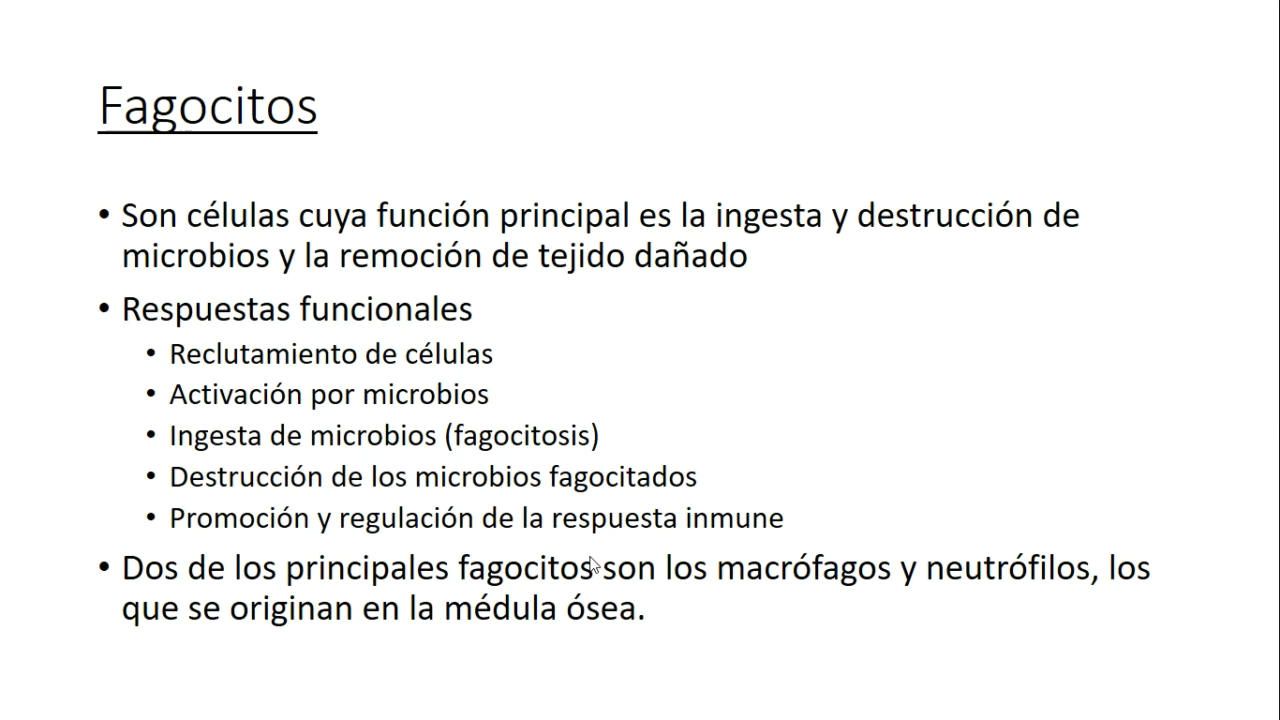 Fagocitos
• Son células cuya función principal es la ingesta y destrucción de
microbios y la remoción de tejido dañado
• Respuestas funcionales
• Reclutamiento de células
• Activación por microbios
• Ingesta de microbios (fagocitosis)
• Destrucción de los microbios fagocitados
• Promoción y regulación de la respuesta inmune
• Dos de los principales fagocitos son los macrófagos y neutrófilos, los
que se originan en la médula ósea.